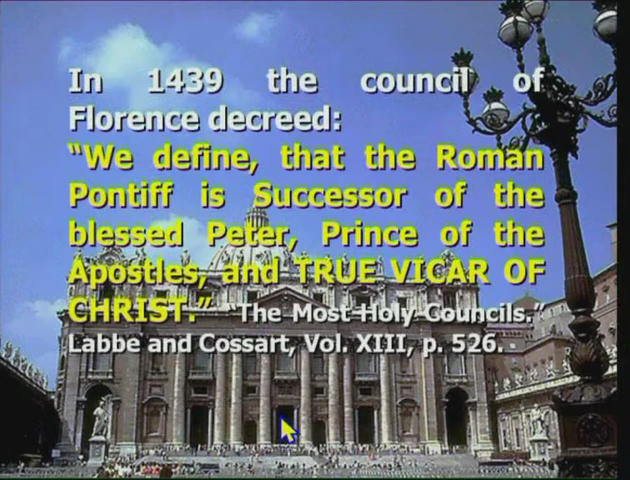 In 1439 the council of
Florence decreed:
“We define, that the Roman
Pontiff is Successor of the
blessed Peter, Prince of the
Apostles, and TRUE VICAR OF
CHRIST.” “The Most Holy Councils.”
Labbe and Cossart, Vol. XIII, p. 526.